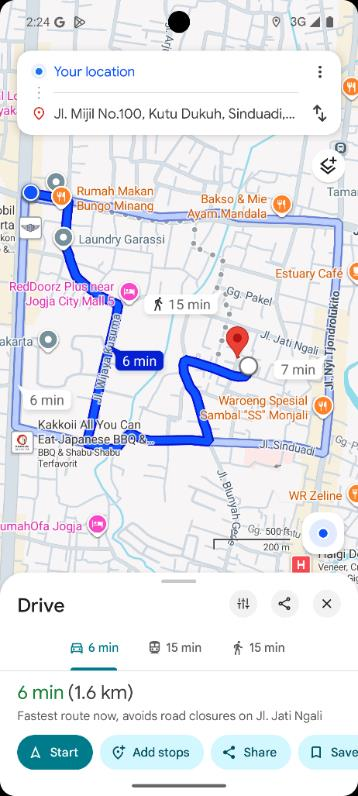 2:24
3G
Your location
Jl. Mijil No.100, Kutu Dukuh, Sinduadi,...
Rumah Makan
Bungo Minang
Bakso & Mie
Ayam Mandala
Laundry Garassi
Estuary Café
RedDoorz Plus near
Jogja City Mall 5
15 min
Gg. Pakel
Jl. Nyi Tjondrolukito
Jl. Wijaya Kusuma
Jl. Jati Ngali
6 min
7 min
6 min
Waroeng Spesial
Sambal "SS" Monjali
Kakkoii All You Can
Eat Japanese BBQ &...
BBQ & Shabu-Shabu
Terfavorit
Jl. Sinduadi
WR Zeline
umahOfa Jogja
500 ft
200 m
Drive
6 min
15 min
15 min
6 min (1.6 km)
Fastest route now, avoids road closures on Jl. Jati Ngali
Start
Add stops
Share
Save